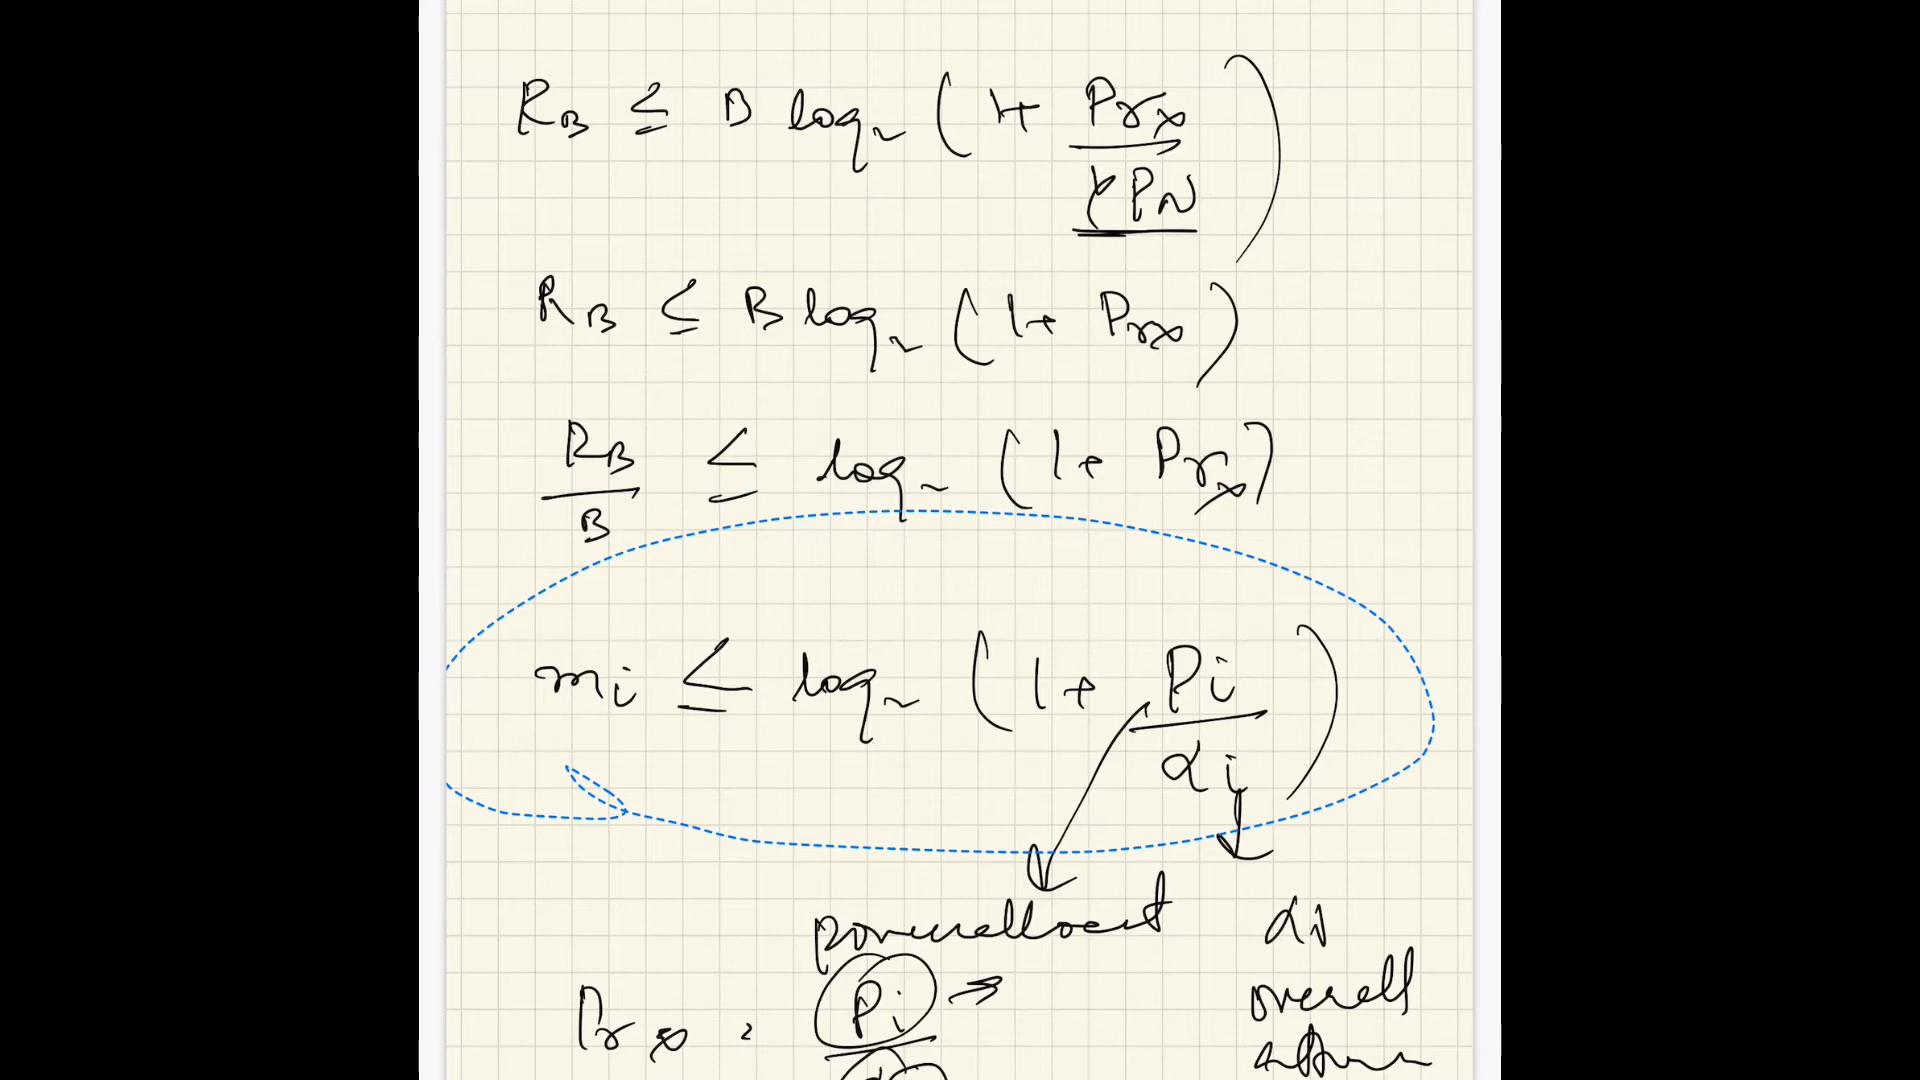 R_B ≤ B log₂ (1+ P_rx / γP_N)
R_B ≤ B log₂ (1+ P_rx)
R_B / B ≤ log₂ (1+ P_rx)
m_i ≤ log₂ (1+ P_i / α_i)
α_i
P_rx = P_i
overall